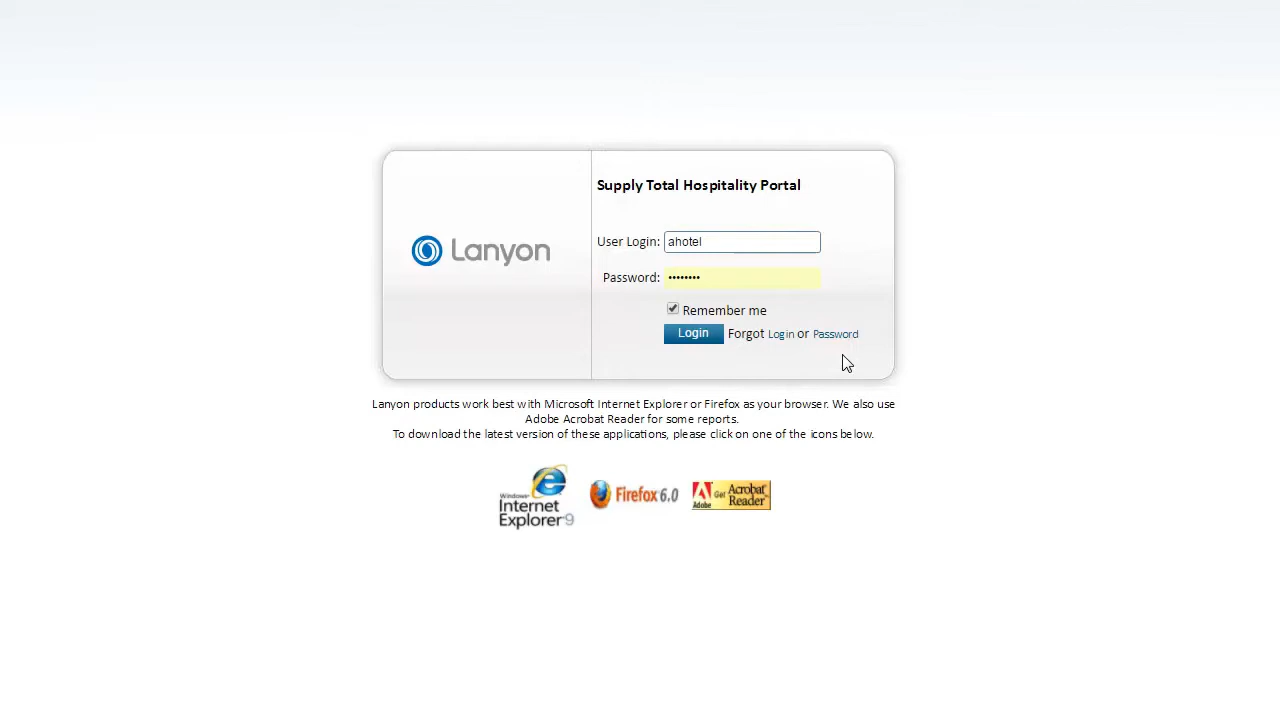 Supply Total Hospitality Portal
Lanyon
User Login: ahotel
Password: ••••••••
Remember me
Login Forgot Login or Password
Lanyon products work best with Microsoft Internet Explorer or Firefox as your browser. We also use
Adobe Acrobat Reader for some reports.
To download the latest version of these applications, please click on one of the icons below.
Windows Internet Explorer 9
Firefox 6.0
Adobe Get Acrobat Reader